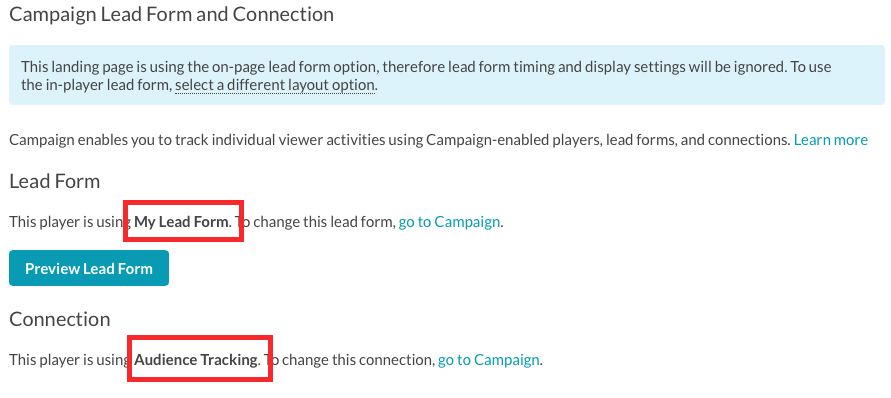 Campaign Lead Form and Connection
This landing page is using the on-page lead form option, therefore lead form timing and display settings will be ignored. To use
the in-player lead form, select a different layout option.
Campaign enables you to track individual viewer activities using Campaign-enabled players, lead forms, and connections. Learn more
Lead Form
This player is using My Lead Form. To change this lead form, go to Campaign.
Preview Lead Form
Connection
This player is using Audience Tracking. To change this connection, go to Campaign.